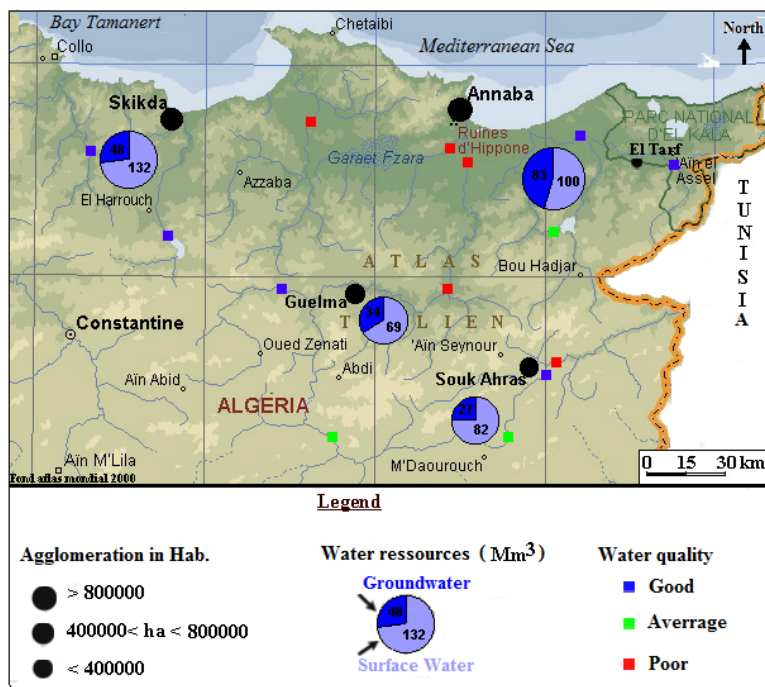 Bay Tamanert
Chetaibi
North
Collo
Mediterranean Sea
Skikda
Annaba
PARC NATIONAL
D'EL KALA
Ruines
d'Hippone
48
132
Garaet Fzara
El Tarf
'Aïn el
Assel
83
100
Azzaba
El Harrouch
TUNISIA
ATLAS
Bou Hadjar
Guelma
34
69
TELLIEN
Constantine
Oued Zenati
'Aïn Seynour
Abdi
Souk Ahras
Aïn Abid
ALGERIA
27
82
Aïn M'Lila
M'Daourouch
Fond atlas mondial 2000
0 15 30 km
Legend
Agglomeration in Hab.
> 800000
400000< ha < 800000
< 400000
Water ressources ( Mm³ )
Groundwater
48
132
Surface Water
Water quality
Good
Averrage
Poor